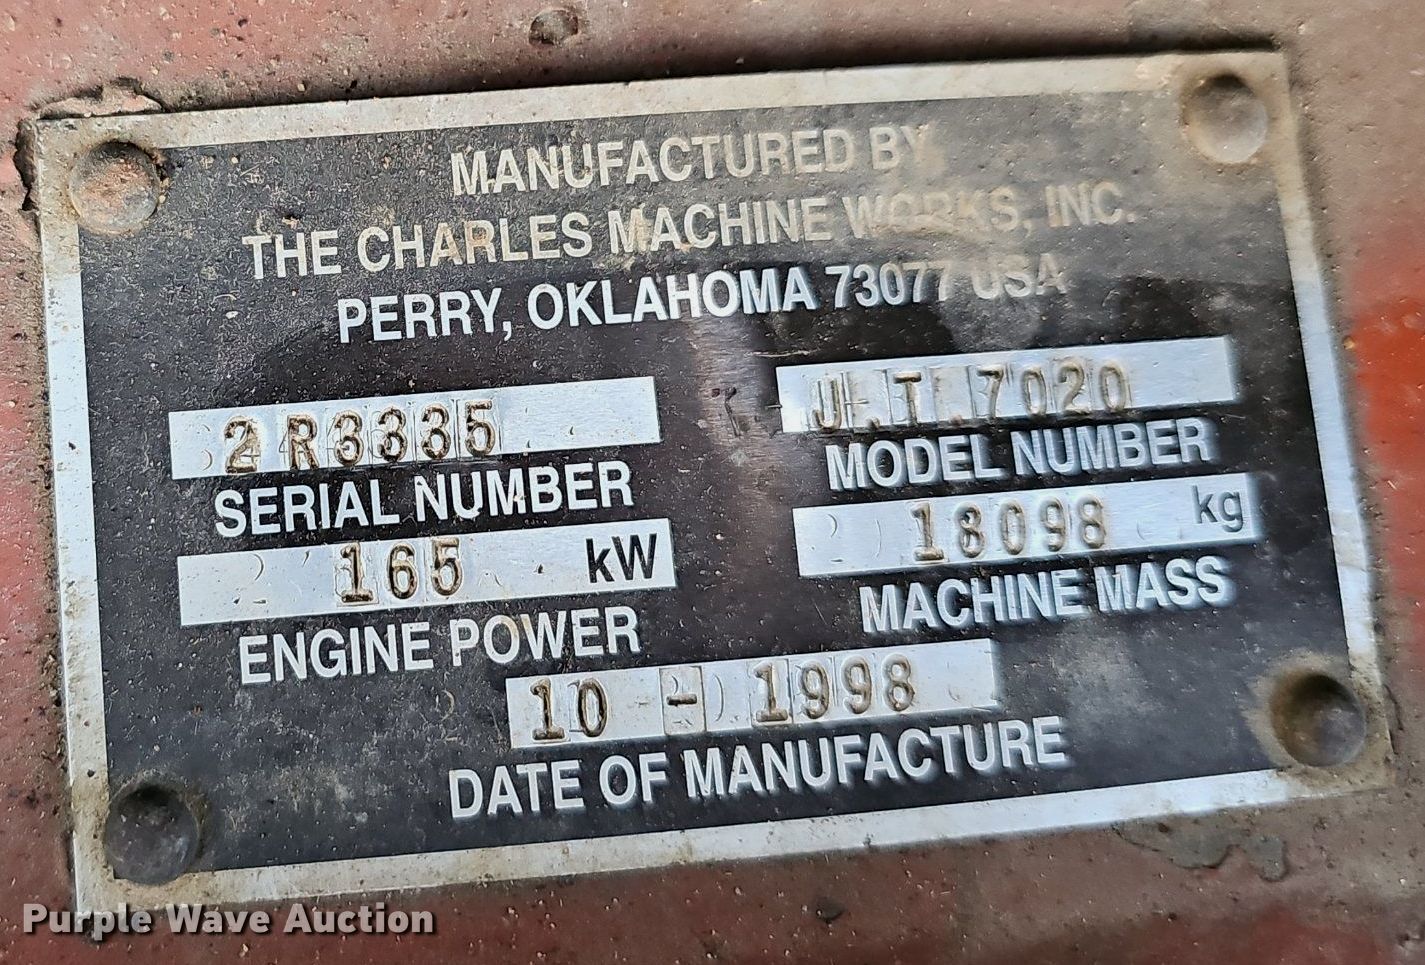 MANUFACTURED BY
THE CHARLES MACHINE WORKS, INC.
PERRY, OKLAHOMA 73077 USA
2R3335
SERIAL NUMBER
J.T.7020
MODEL NUMBER
165 kW
ENGINE POWER
18098 kg
MACHINE MASS
10 - 1998
DATE OF MANUFACTURE
Purple Wave Auction